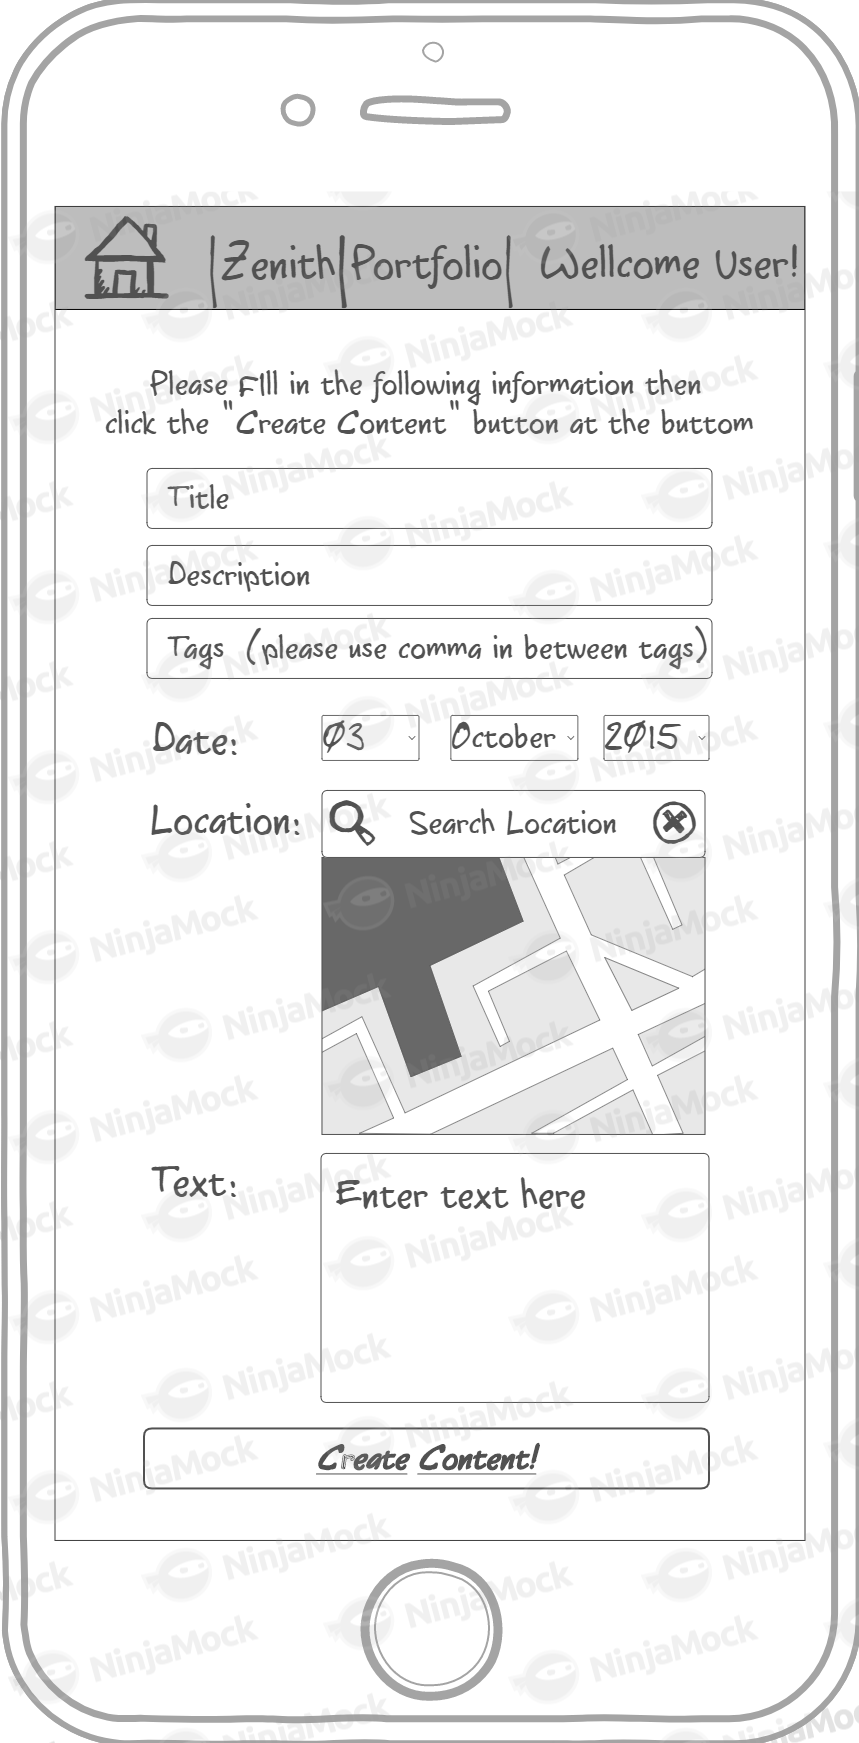 Zenith Portfolio Wellcome User!
Please FIll in the following information then
click the "Create Content" button at the buttom
Title
Description
Tags (please use comma in between tags)
Date: 03 October 2015
Location: Search Location
Text: Enter text here
Create Content!
NinjaMock